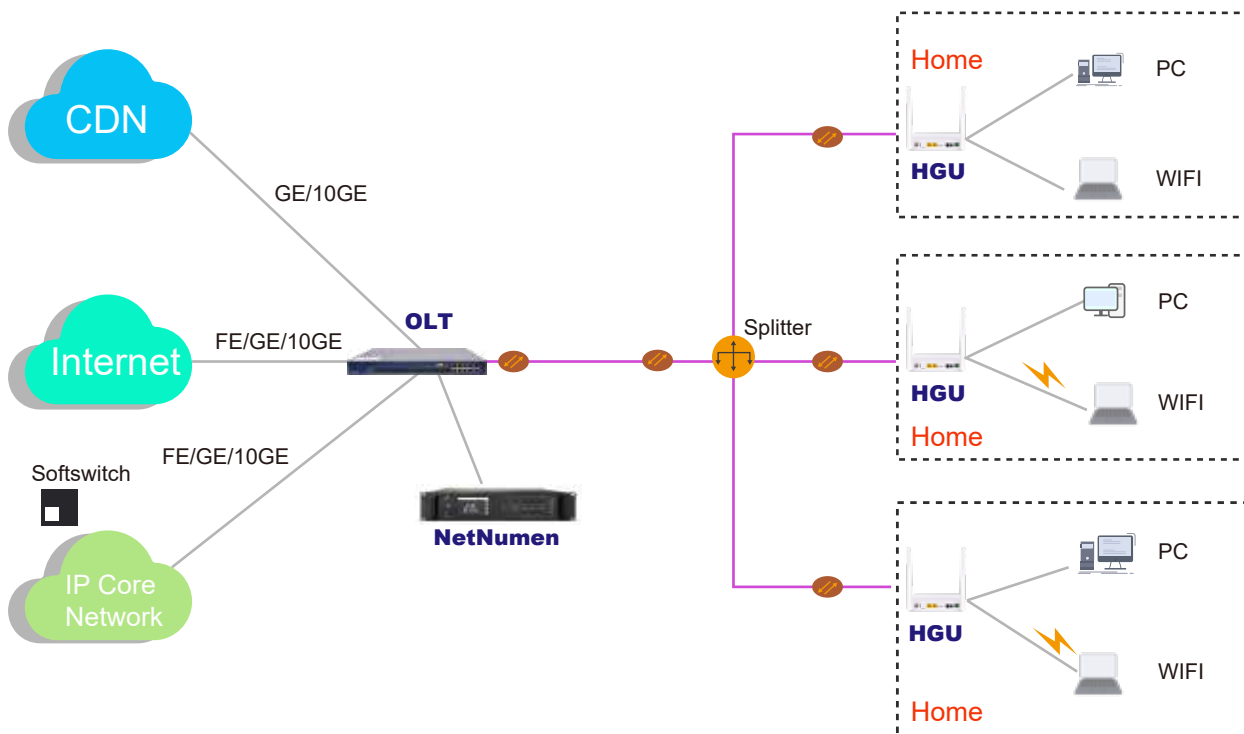 CDN
GE/10GE
Internet
FE/GE/10GE
OLT
FE/GE/10GE
Softswitch
IP Core
Network
NetNumen
Splitter
Home
HGU
PC
WIFI
PC
HGU
WIFI
Home
PC
HGU
WIFI
Home